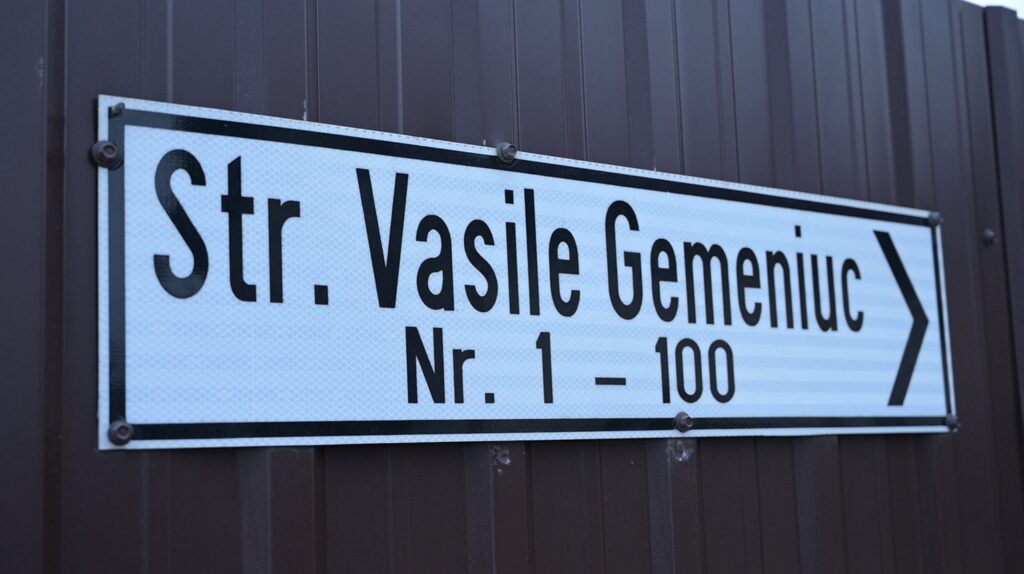 Str. Vasile Gemeniuc
Nr. 1 – 100